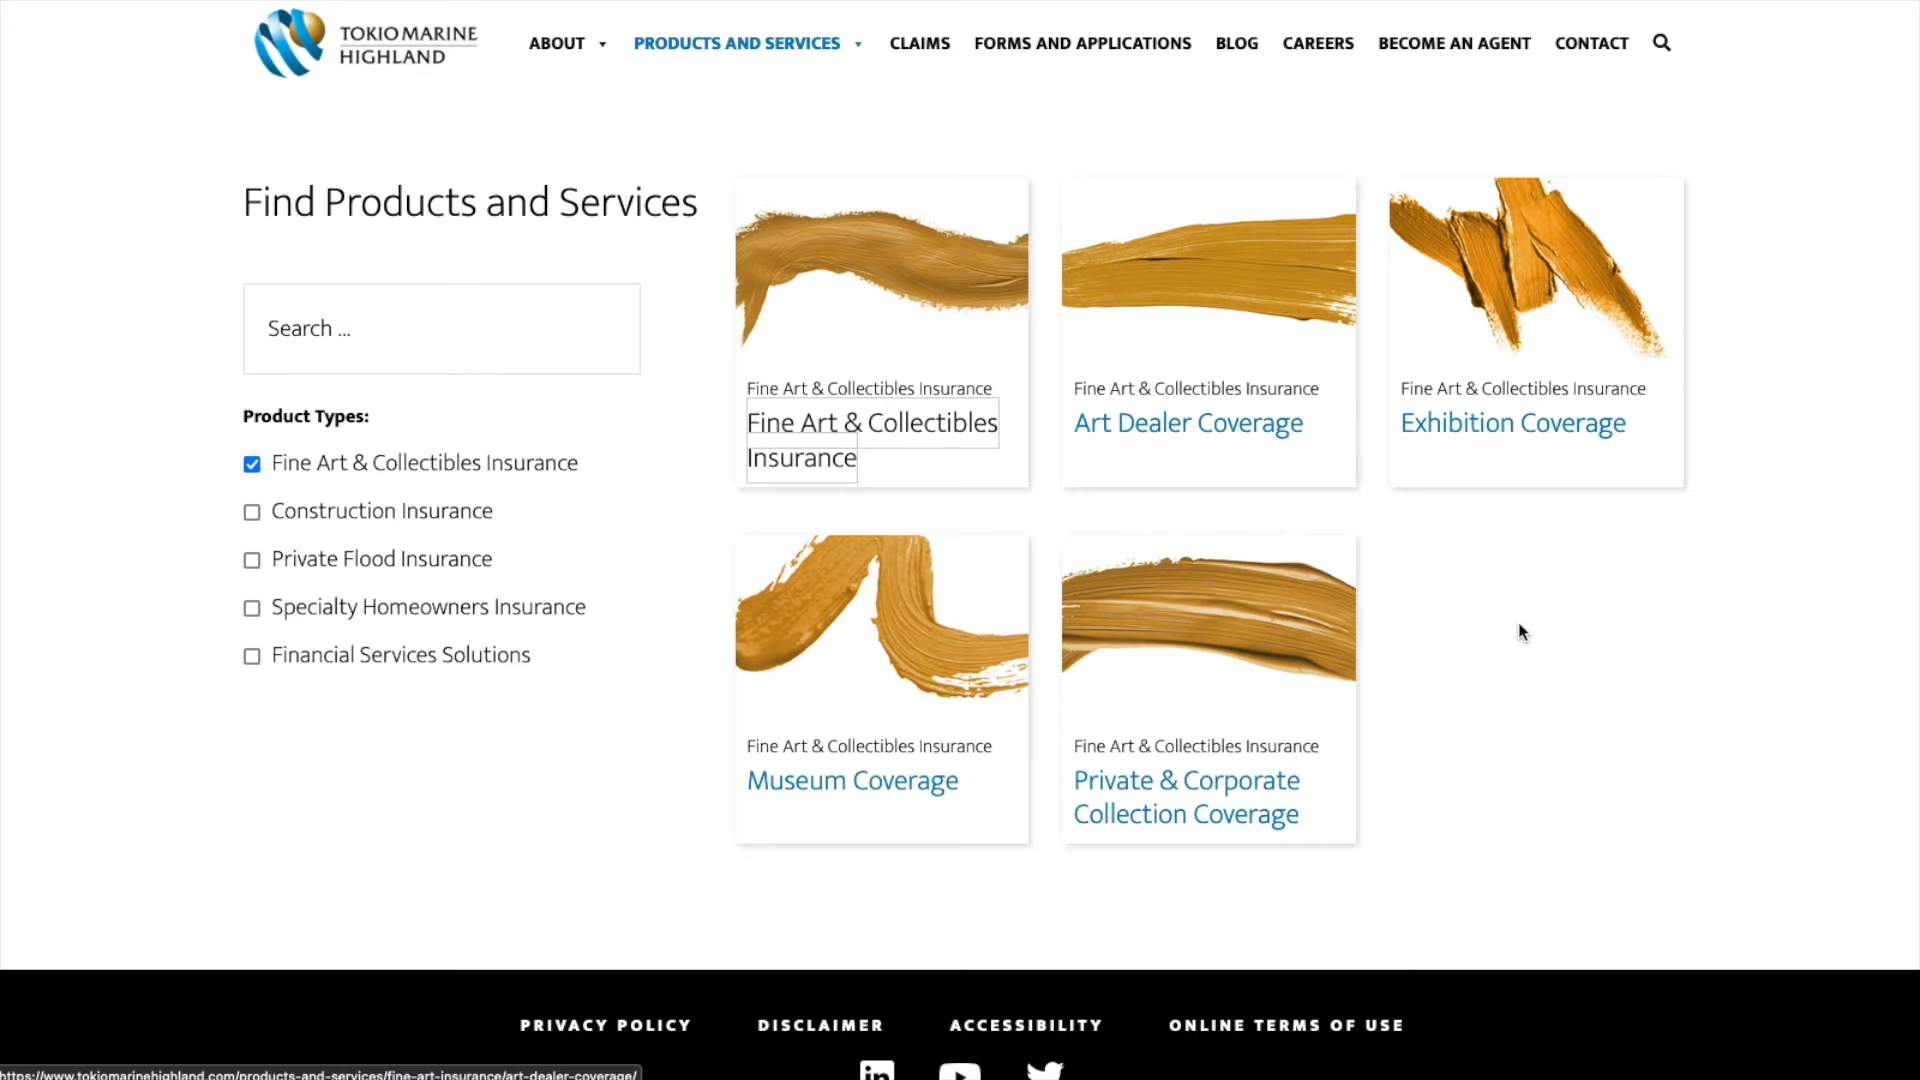 TOKIO MARINE
HIGHLAND
ABOUT
PRODUCTS AND SERVICES
CLAIMS
FORMS AND APPLICATIONS
BLOG
CAREERS
BECOME AN AGENT
CONTACT
Find Products and Services
Search ...
Product Types:
Fine Art & Collectibles Insurance
Construction Insurance
Private Flood Insurance
Specialty Homeowners Insurance
Financial Services Solutions
Fine Art & Collectibles Insurance
Fine Art & Collectibles
Insurance
Fine Art & Collectibles Insurance
Art Dealer Coverage
Fine Art & Collectibles Insurance
Exhibition Coverage
Fine Art & Collectibles Insurance
Museum Coverage
Fine Art & Collectibles Insurance
Private & Corporate
Collection Coverage
PRIVACY POLICY
DISCLAIMER
ACCESSIBILITY
ONLINE TERMS OF USE
in
https://www.tokiomarinehighland.com/products-and-services/fine-art-insurance/art-dealer-coverage/